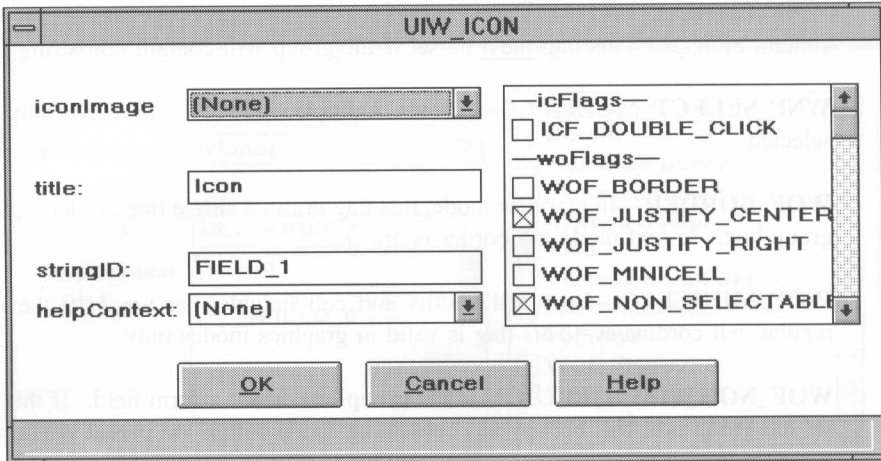 UIW_ICON
iconImage (None)
title: Icon
stringID: FIELD_1
helpContext: (None)
icFlags—
ICF_DOUBLE_CLICK
—woFlags—
WOF_BORDER
WOF_JUSTIFY_CENTER
WOF_JUSTIFY_RIGHT
WOF_MINICELL
WOF_NON_SELECTABLE
OK Cancel Help